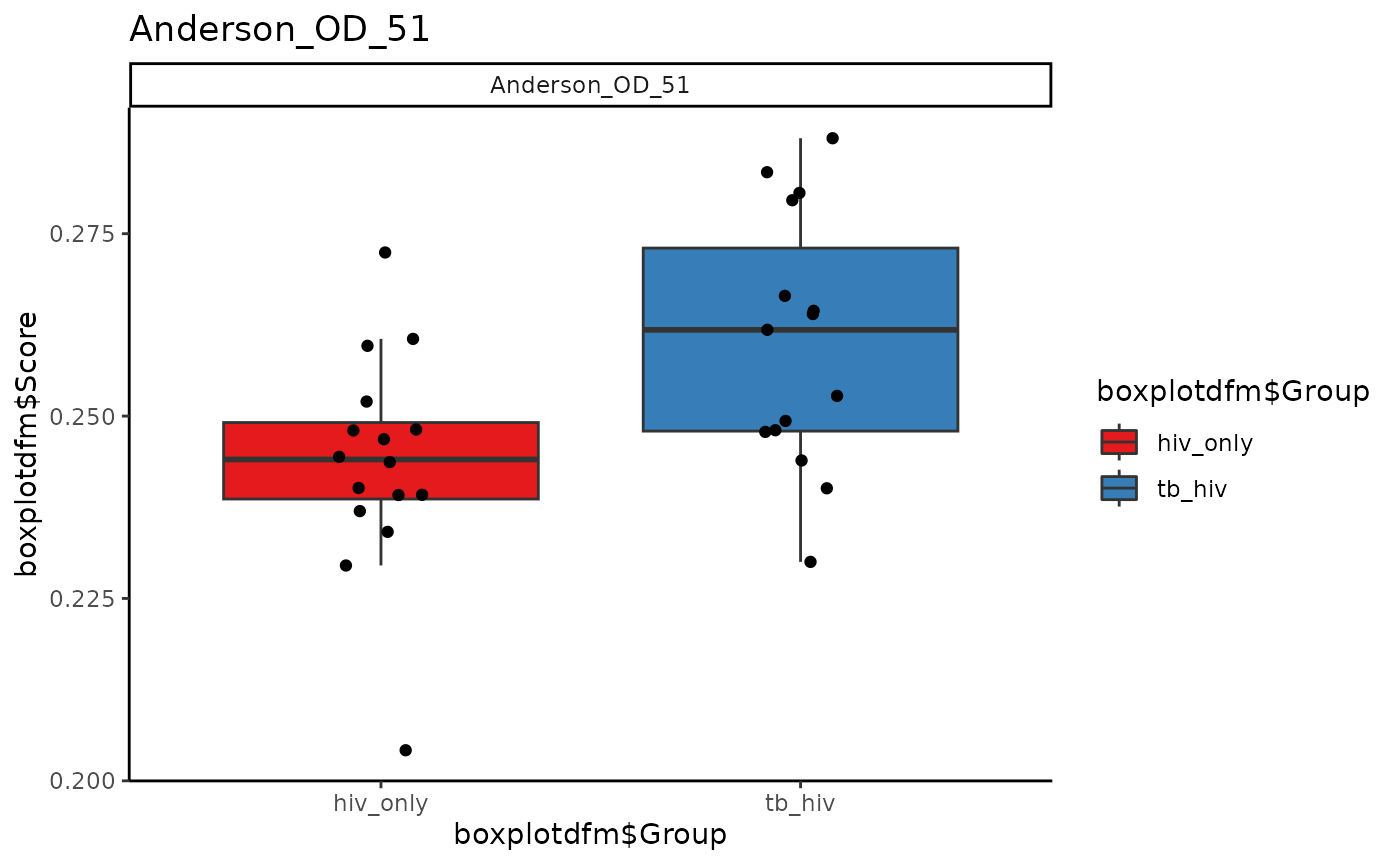 Anderson_OD_51
Anderson_OD_51
boxplotdfm$Score
0.275
0.250
0.225
0.200
hiv_only
tb_hiv
boxplotdfm$Group
boxplotdfm$Group
hiv_only
tb_hiv